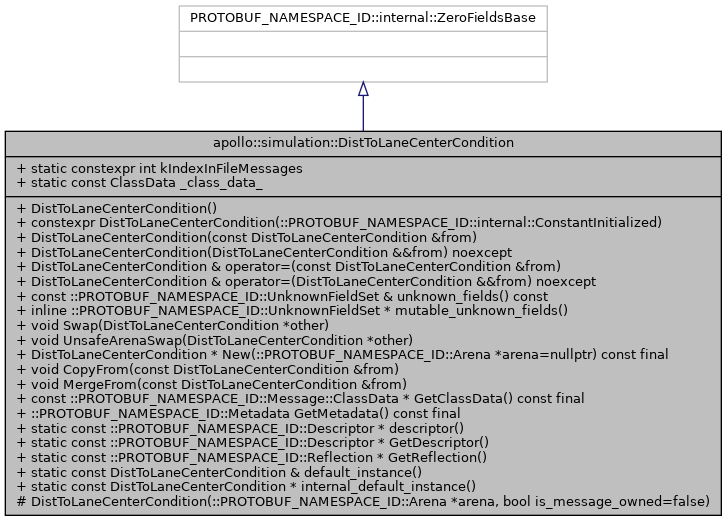 PROTOBUF_NAMESPACE_ID::internal::ZeroFieldsBase
apollo::simulation::DistToLaneCenterCondition
+ static constexpr int kIndexInFileMessages
+ static const ClassData _class_data_
+ DistToLaneCenterCondition()
+ constexpr DistToLaneCenterCondition(::PROTOBUF_NAMESPACE_ID::internal::ConstantInitialized)
+ DistToLaneCenterCondition(const DistToLaneCenterCondition &from)
+ DistToLaneCenterCondition(DistToLaneCenterCondition &&from) noexcept
+ DistToLaneCenterCondition & operator=(const DistToLaneCenterCondition &from)
+ DistToLaneCenterCondition & operator=(DistToLaneCenterCondition &&from) noexcept
+ const ::PROTOBUF_NAMESPACE_ID::UnknownFieldSet & unknown_fields() const
+ inline ::PROTOBUF_NAMESPACE_ID::UnknownFieldSet * mutable_unknown_fields()
+ void Swap(DistToLaneCenterCondition *other)
+ void UnsafeArenaSwap(DistToLaneCenterCondition *other)
+ DistToLaneCenterCondition * New(::PROTOBUF_NAMESPACE_ID::Arena *arena=nullptr) const final
+ void CopyFrom(const DistToLaneCenterCondition &from)
+ void MergeFrom(const DistToLaneCenterCondition &from)
+ const ::PROTOBUF_NAMESPACE_ID::Message::ClassData * GetClassData() const final
+ ::PROTOBUF_NAMESPACE_ID::Metadata GetMetadata() const final
+ static const ::PROTOBUF_NAMESPACE_ID::Descriptor * descriptor()
+ static const ::PROTOBUF_NAMESPACE_ID::Descriptor * GetDescriptor()
+ static const ::PROTOBUF_NAMESPACE_ID::Reflection * GetReflection()
+ static const DistToLaneCenterCondition & default_instance()
+ static const DistToLaneCenterCondition * internal_default_instance()
# DistToLaneCenterCondition(::PROTOBUF_NAMESPACE_ID::Arena *arena, bool is_message_owned=false)